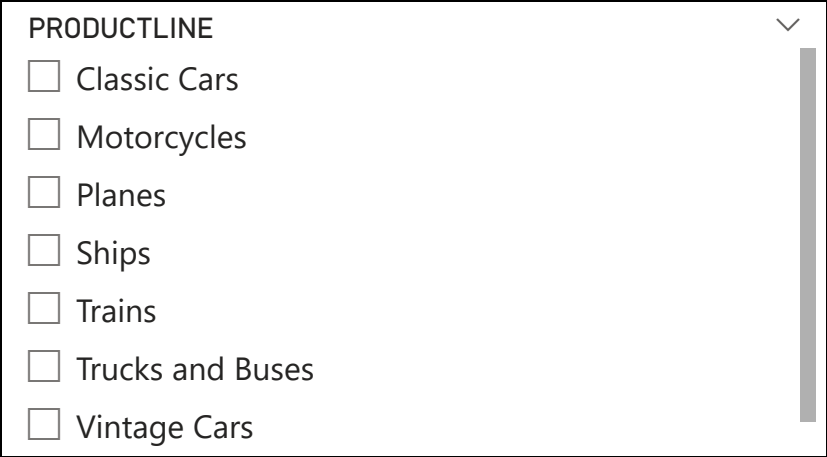 PRODUCTLINE
Classic Cars
Motorcycles
Planes
Ships
Trains
Trucks and Buses
Vintage Cars